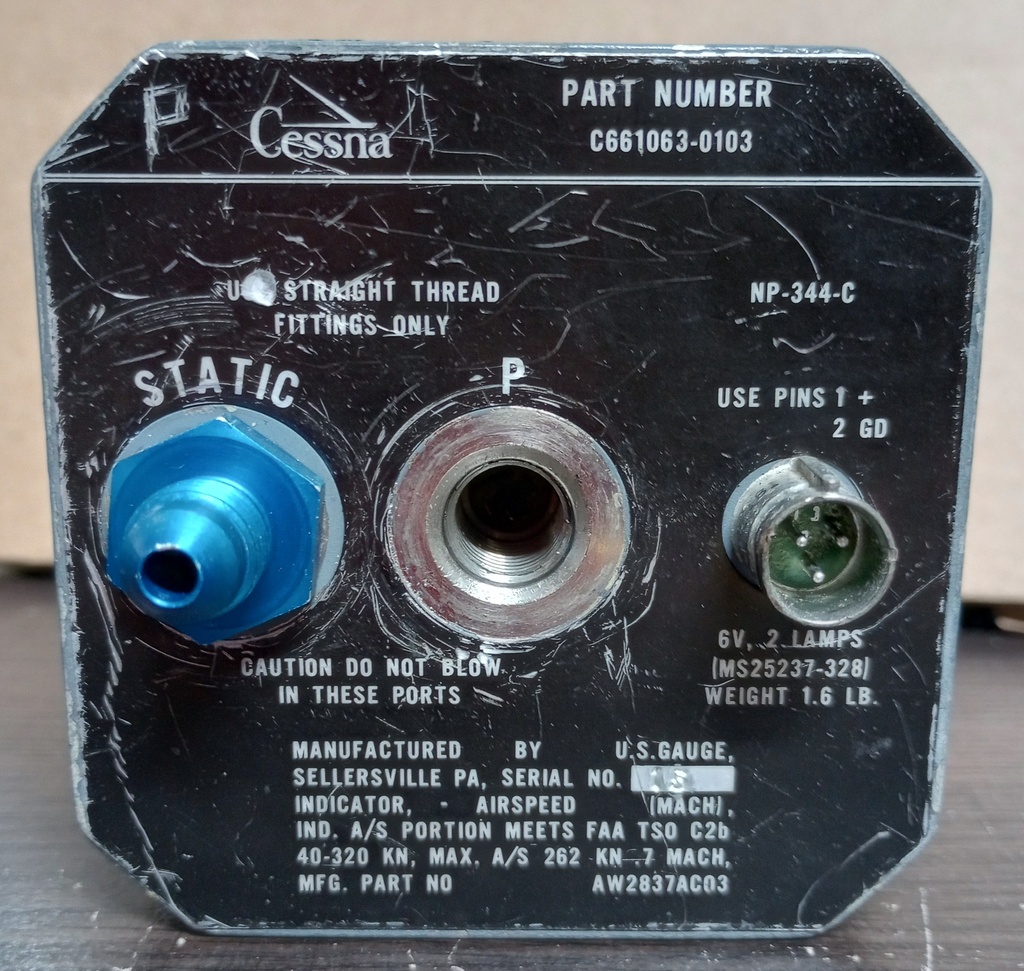 P
Cessna
PART NUMBER
C661063-0103
STRAIGHT THREAD
FITTINGS ONLY
NP-344-C
STATIC
P
USE PINS 1 +
2 GD
6V, 2 LAMPS
(MS25237-328)
WEIGHT 1.6 LB.
CAUTION DO NOT BLOW
IN THESE PORTS
MANUFACTURED BY U.S.GAUGE,
SELLERSVILLE PA, SERIAL NO.
INDICATOR, - AIRSPEED (MACH),
IND. A/S PORTION MEETS FAA TSO C2b
40-320 KN, MAX. A/S 262 KN .7 MACH,
MFG. PART NO AW2837AC03